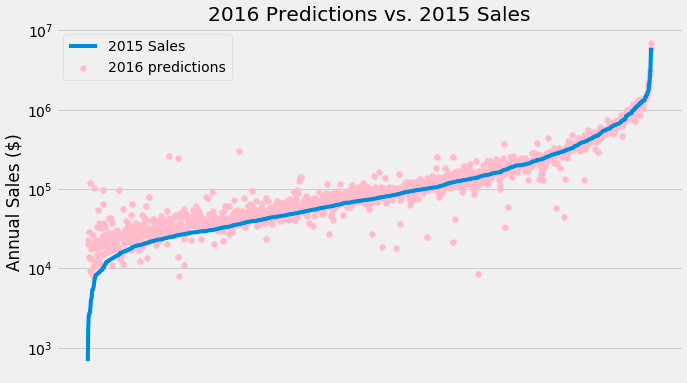 2016 Predictions vs. 2015 Sales
10⁷
2015 Sales
2016 predictions
10⁶
10⁵
10⁴
10³
Annual Sales ($)